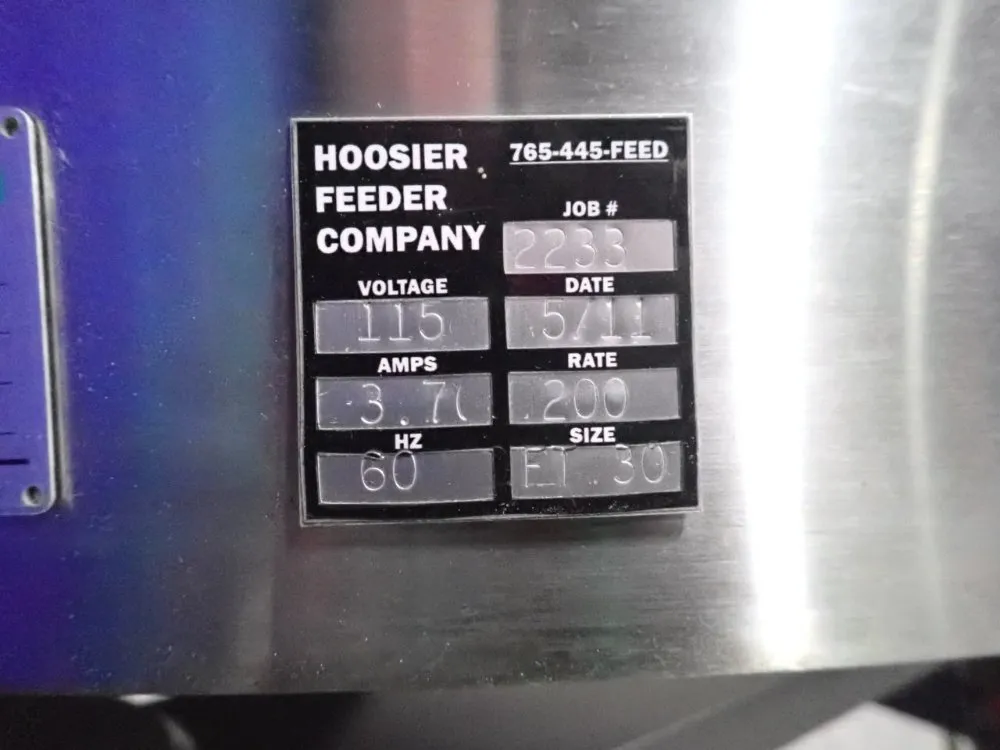 HOOSIER
FEEDER
COMPANY
765-445-FEED
JOB #
2233
VOLTAGE
115
DATE
5/11
AMPS
3.7
RATE
200
HZ
60
SIZE
30